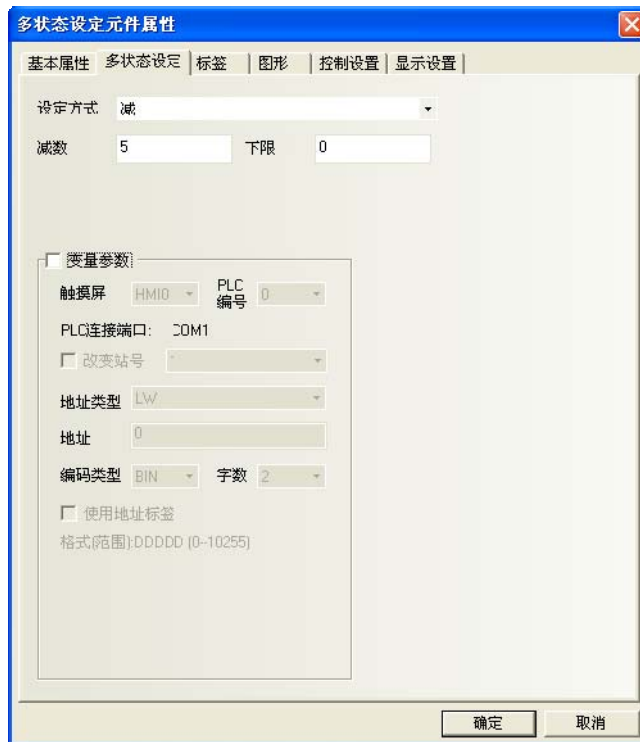 多状态设定元件属性
基本属性 多状态设定 标签 图形 控制设置 显示设置
设定方式 减
减数 5 下限 0
变量参数
触摸屏 HMI0 PLC编号 0
PLC连接端口: COM1
改变站号
地址类型 LW
地址 0
编码类型 BIN 字数 2
使用地址标签
格式(范围):DDDDD (0--10255)
确定 取消